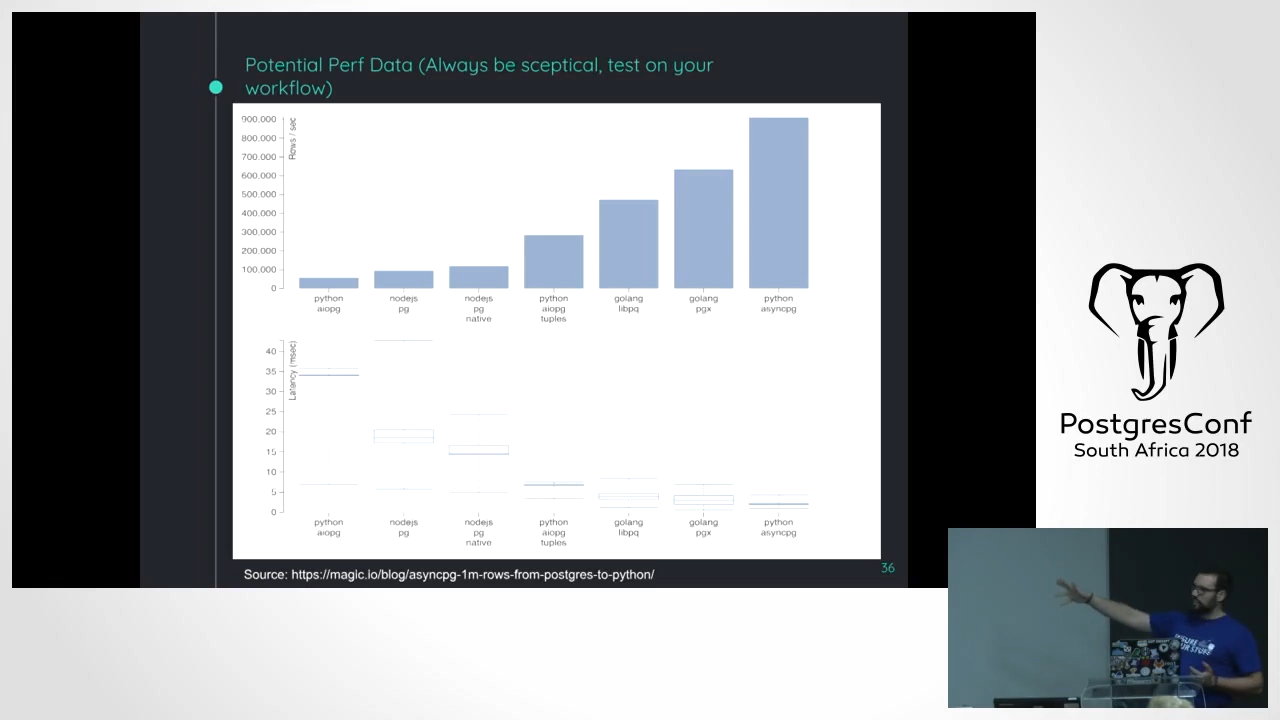 Potential Perf Data (Always be sceptical, test on your
workflow)
Rows / sec
900.000
800.000
700.000
600.000
500.000
400.000
300.000
200.000
100.000
0
python aiopg
nodejs pg
nodejs pg native
python aiopg tuples
golang libpq
golang pgx
python asyncpg
Latency (msec)
40
35
30
25
20
15
10
5
0
python aiopg
nodejs pg
nodejs pg native
python aiopg tuples
golang libpq
golang pgx
python asyncpg
Source: https://magic.io/blog/asyncpg-1m-rows-from-postgres-to-python/
36
PostgresConf
South Africa 2018